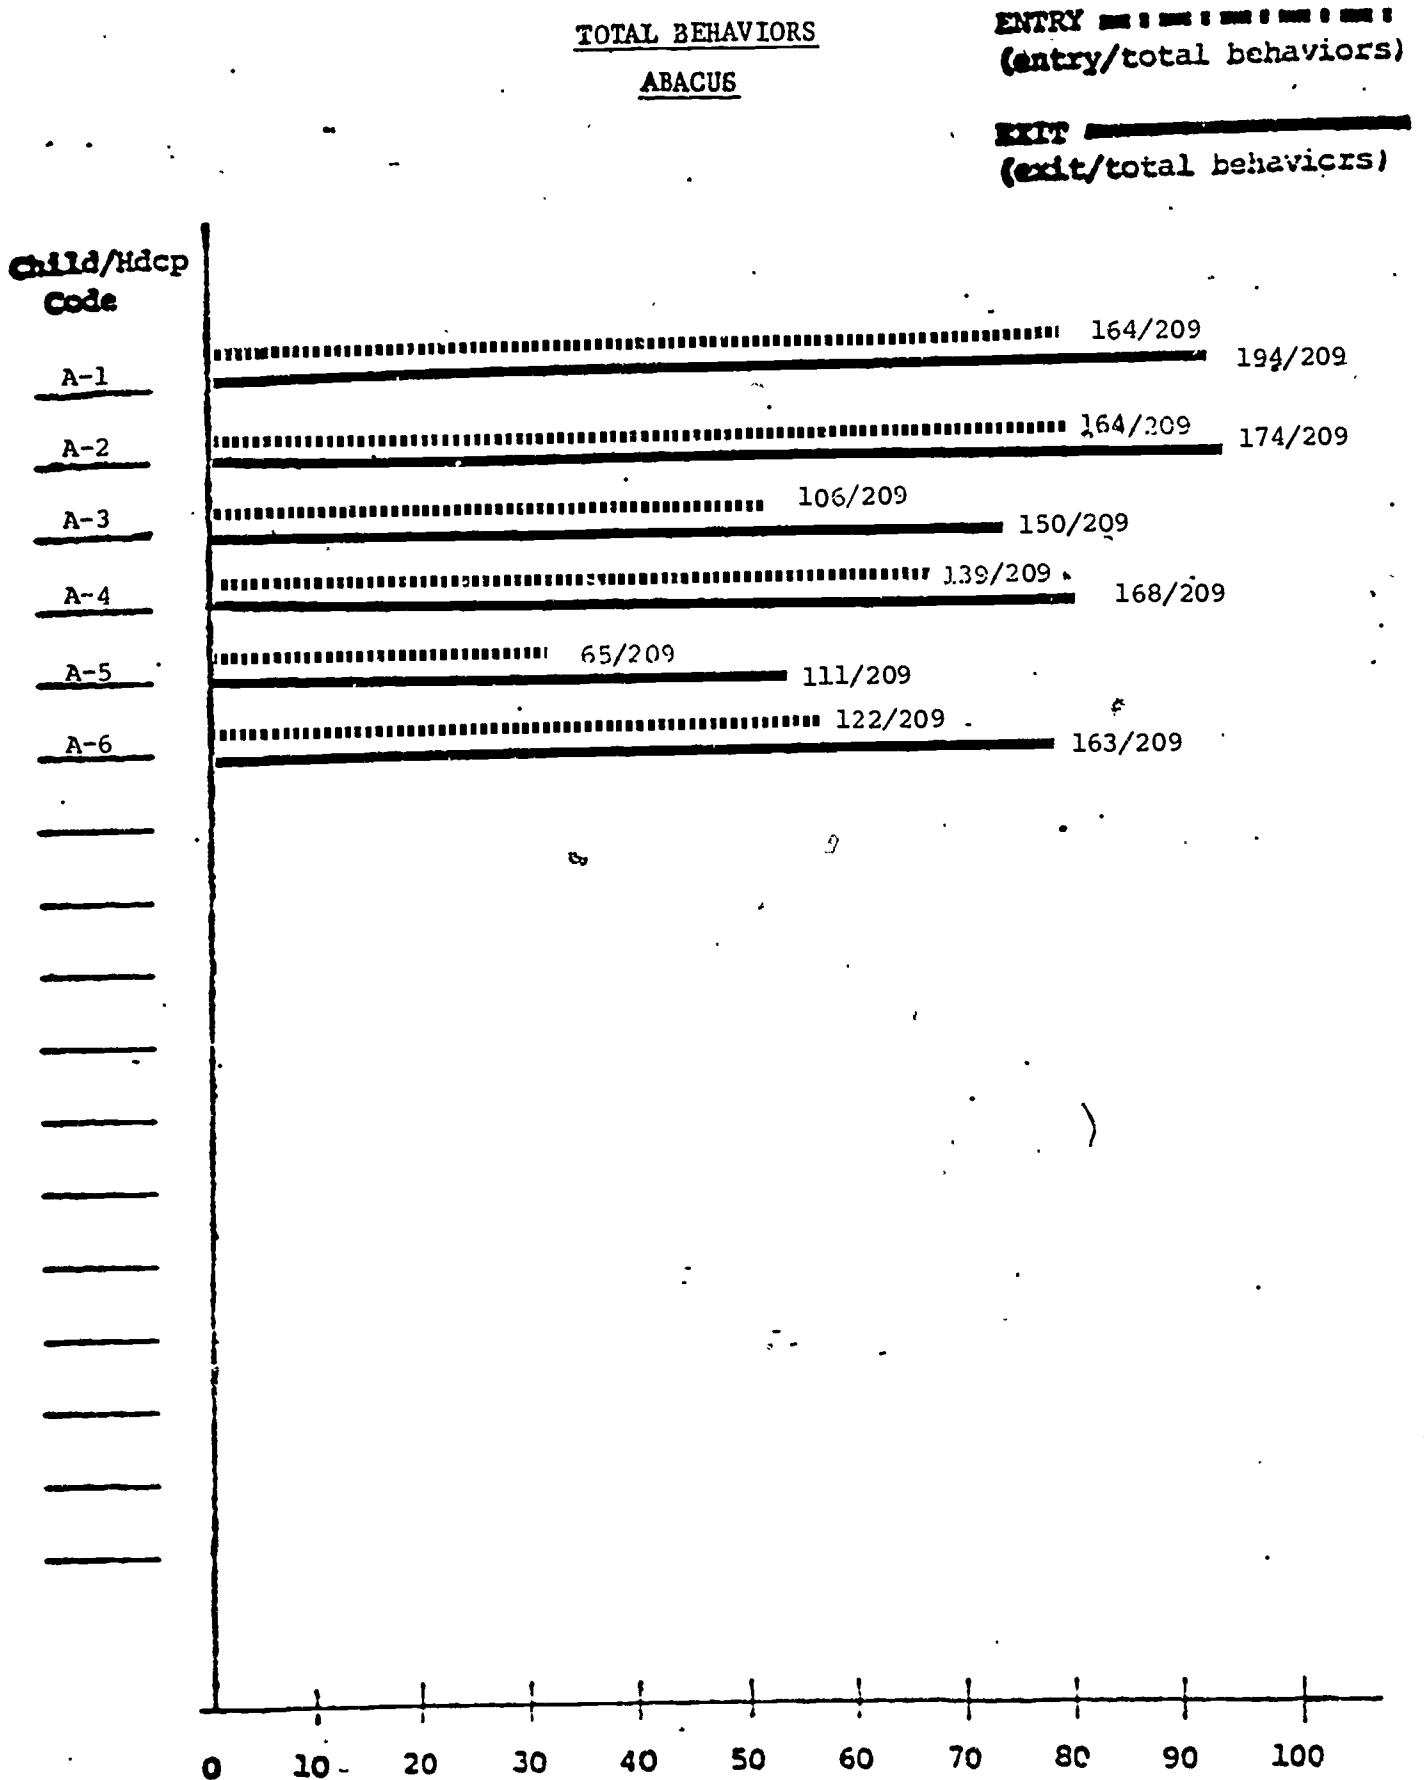 TOTAL BEHAVIORS
ABACUS
ENTRY
(entry/total behaviors)
EXIT
(exit/total behaviors)
Child/Hdcp
Code
164/209
A-1
194/209
A-2
164/209
174/209
A-3
106/209
150/209
A-4
139/209
168/209
A-5
65/209
111/209
A-6
122/209
163/209
0 10 20 30 40 50 60 70 80 90 100